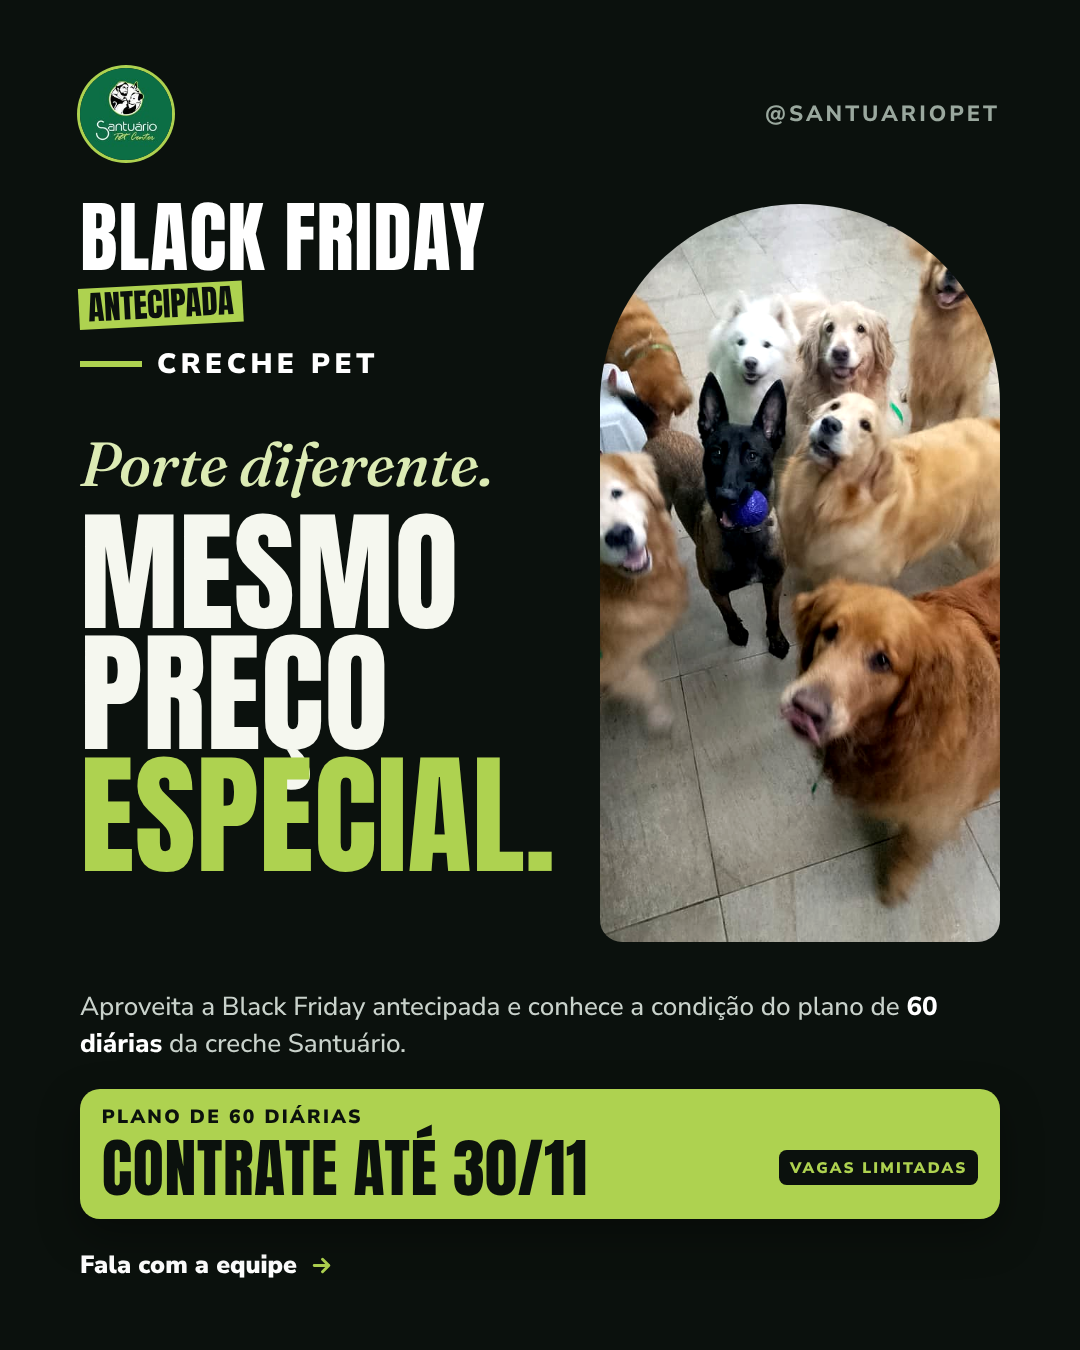 Santuário
Pet Center
@SANTUARIOPET
BLACK FRIDAY
ANTECIPADA
CRECHE PET
Porte diferente.
MESMO
PREÇO
ESPECIAL.
Aproveita a Black Friday antecipada e conhece a condição do plano de 60
diárias da creche Santuário.
PLANO DE 60 DIÁRIAS
CONTRATE ATÉ 30/11
VAGAS LIMITADAS
Fala com a equipe →